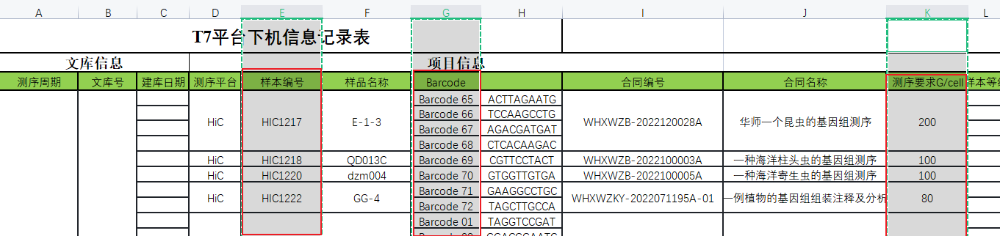 A B C D E F G H I J K L
T7平台下机信息记录表
文库信息 项目信息
测序周期 文库号 建库日期 测序平台 样本编号 样品名称 Barcode 合同编号 合同名称 测序要求G/cell 样本等级
Barcode 65 ACTTAGAATG
Barcode 66 TCCAAGCCTG
HiC HIC1217 E-1-3 WHXWZB-2022120028A 华师一个昆虫的基因组测序 200
Barcode 67 AGACGATGAT
Barcode 68 CTCACAAGAC
HiC HIC1218 QD013C Barcode 69 CGTTCCTACT WHXWZB-2022100003A 一种海洋柱头虫的基因组测序 100
HiC HIC1220 dzm004 Barcode 70 GTGGTTGTGA WHXWZB-2022100005A 一种海洋寄生虫的基因组测序 100
Barcode 71 GAAGGCCTGC
HiC HIC1222 GG-4 WHXWZKY-2022071195A-01 一例植物的基因组组装注释及分析 80
Barcode 72 TAGCTTGCCA
Barcode 01 TAGGTCCGAT